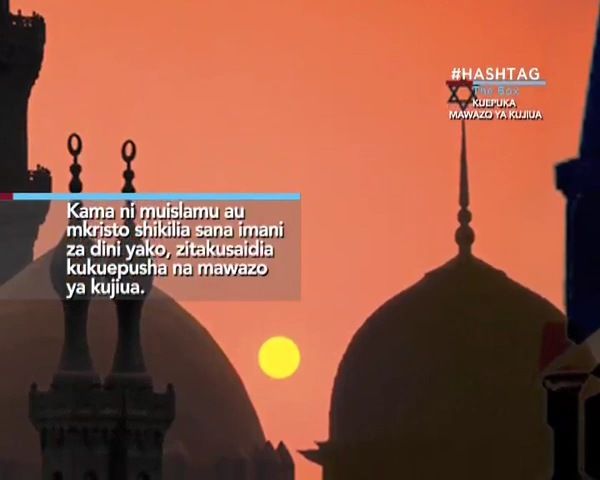 #HASHTAG
The Box
KUEPUKA
MAWAZO YA KUJIUA
Kama ni muislamu au
mkristo shikilia sana imani
za dini yako, zitakusaidia
kukuepusha na mawazo
ya kujiua.